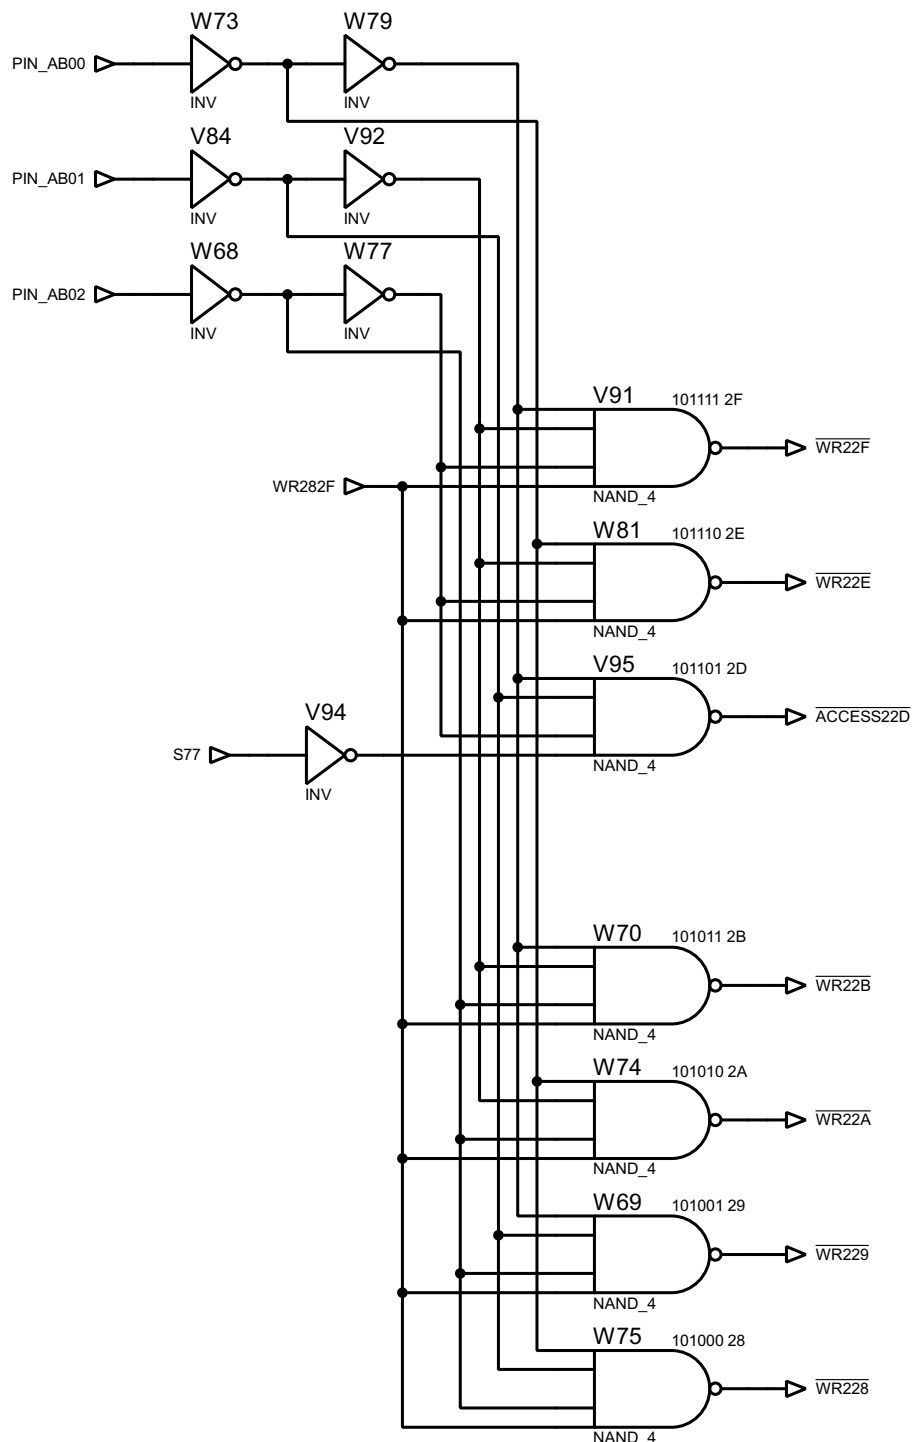 W73 W79
PIN_AB00
INV INV
V84 V92
PIN_AB01
INV INV
W68 W77
PIN_AB02
INV INV
V91 101111 2F
WR22F
WR282F
NAND_4
W81 101110 2E
WR22E
NAND_4
V95 101101 2D
V94
ACCESS22D
S77
NAND_4
INV
W70 101011 2B
WR22B
NAND_4
W74 101010 2A
WR22A
NAND_4
W69 101001 29
WR229
NAND_4
W75 101000 28
WR228
NAND_4